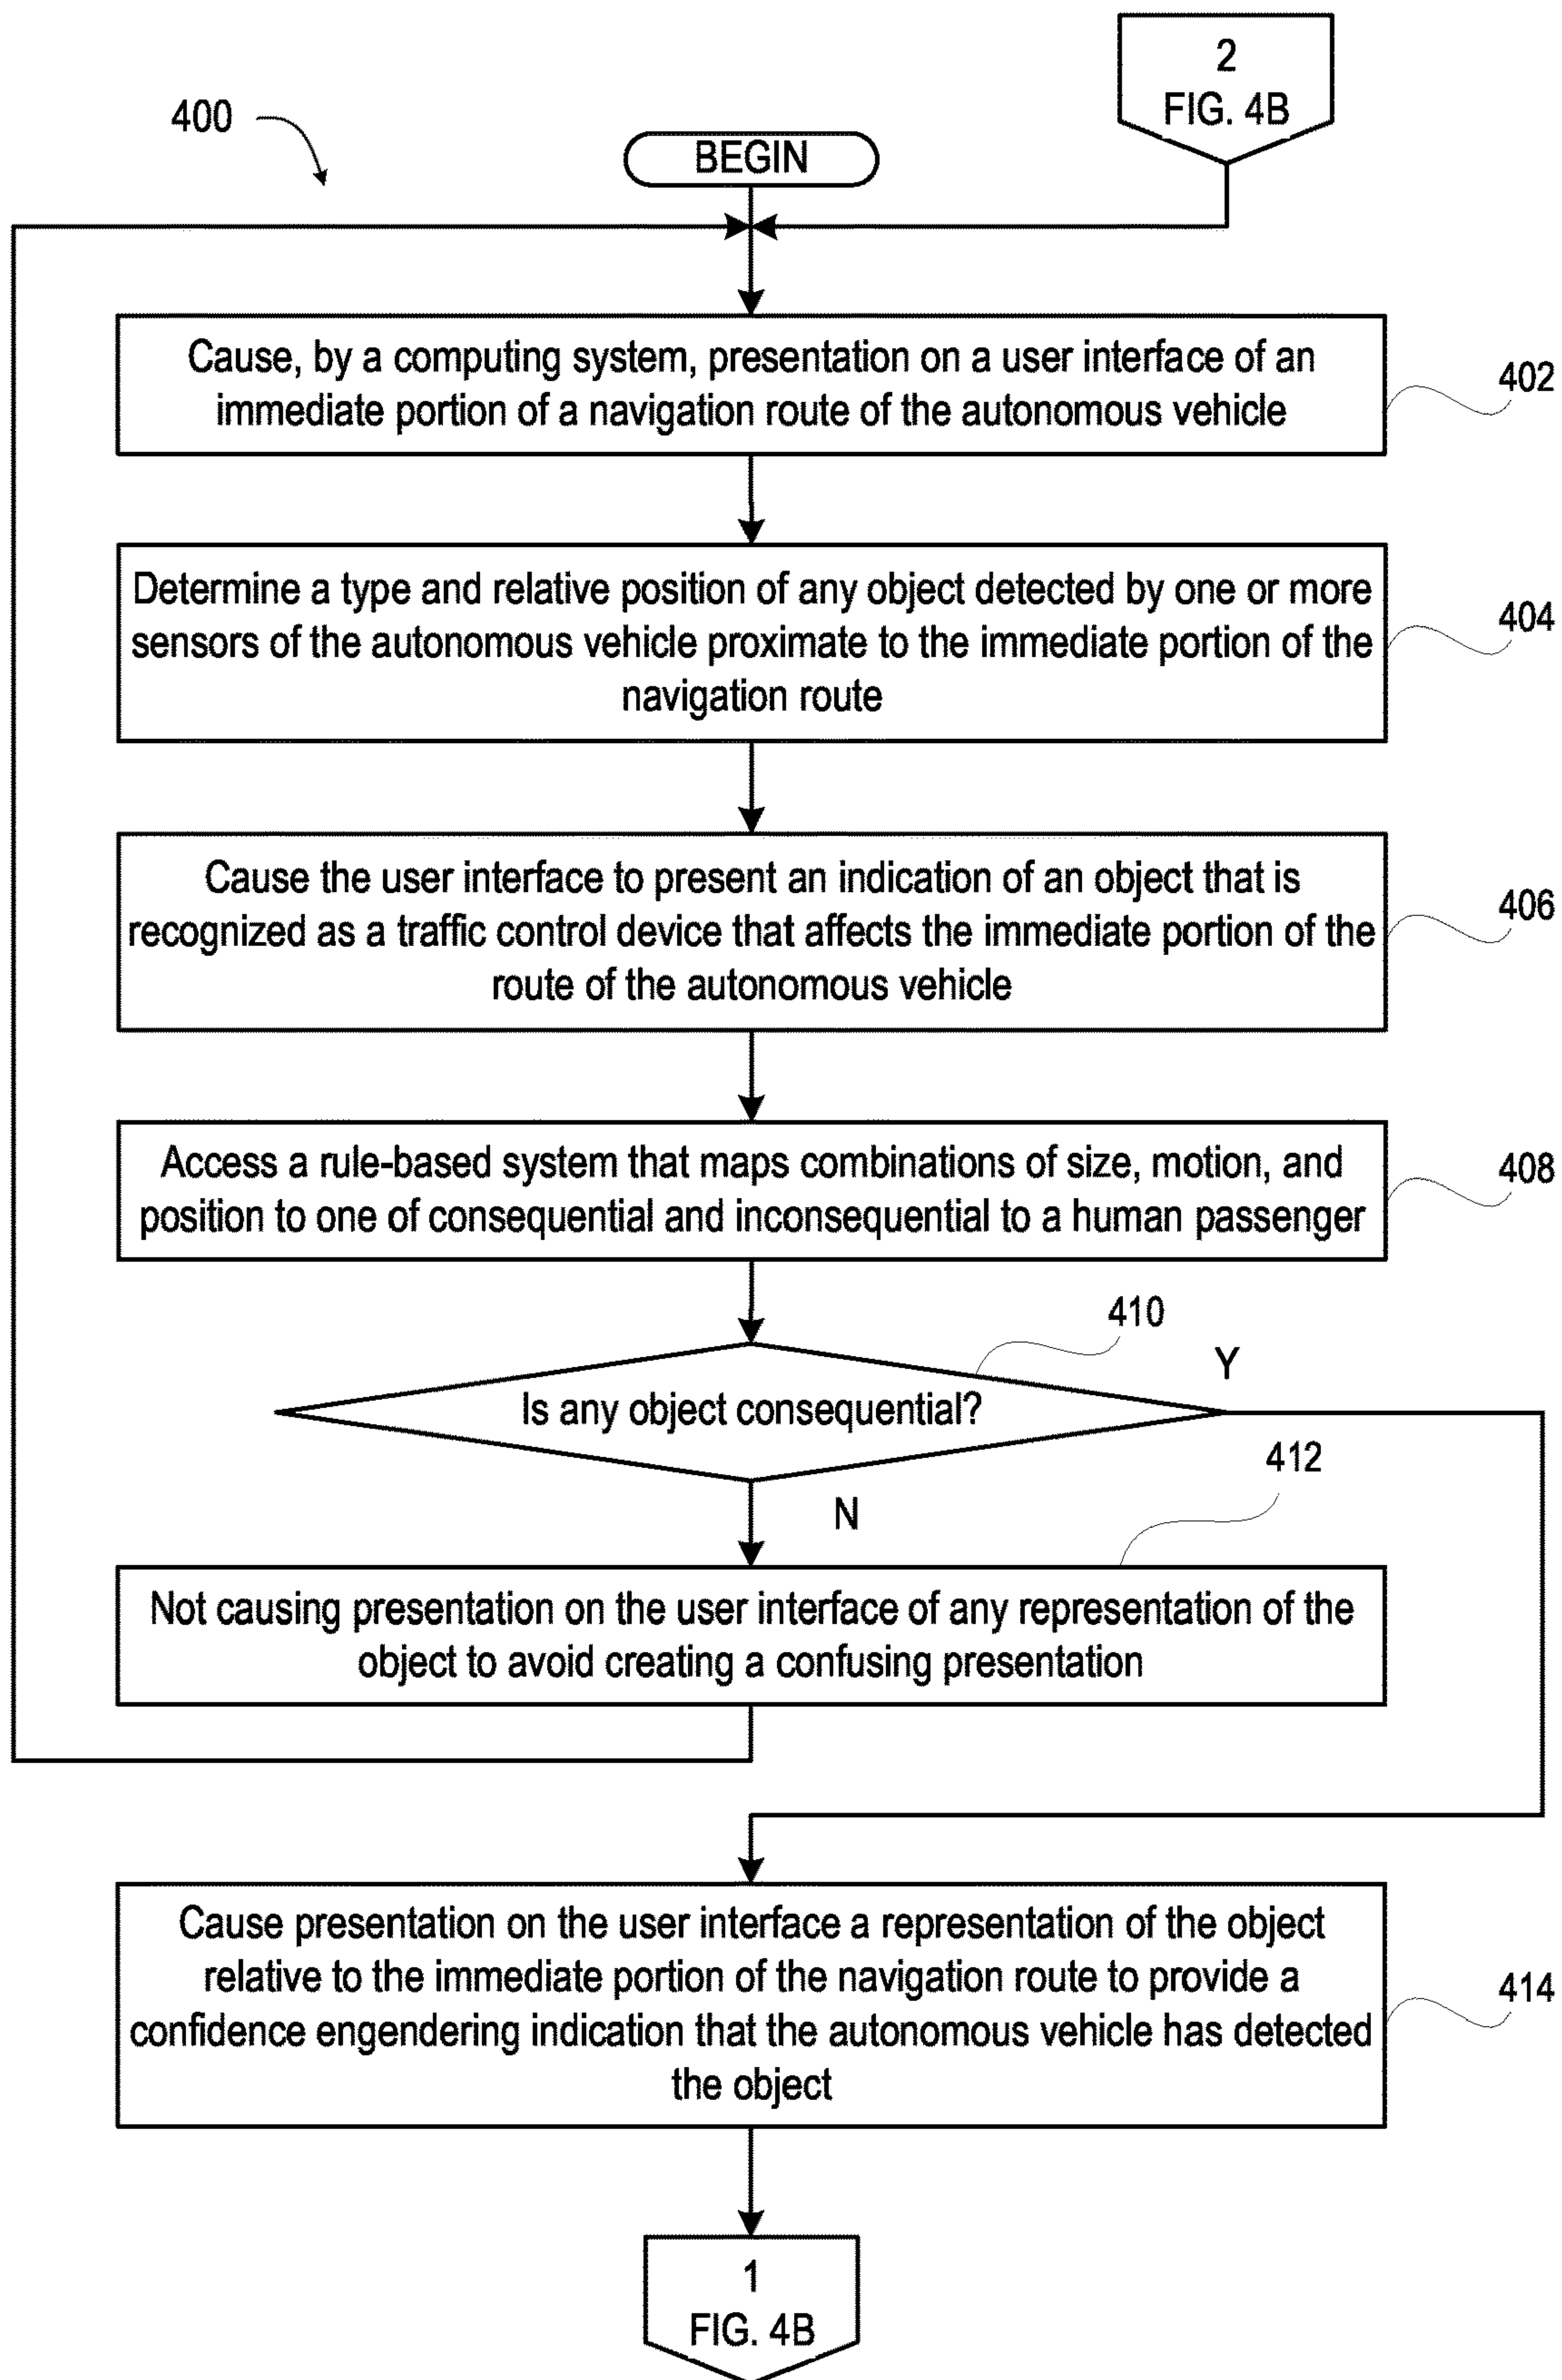 2
FIG. 4B
400
BEGIN
Cause, by a computing system, presentation on a user interface of an
immediate portion of a navigation route of the autonomous vehicle
402
Determine a type and relative position of any object detected by one or more
sensors of the autonomous vehicle proximate to the immediate portion of the
navigation route
404
Cause the user interface to present an indication of an object that is
recognized as a traffic control device that affects the immediate portion of the
route of the autonomous vehicle
406
Access a rule-based system that maps combinations of size, motion, and
position to one of consequential and inconsequential to a human passenger
408
410
Is any object consequential?
Y
N
412
Not causing presentation on the user interface of any representation of the
object to avoid creating a confusing presentation
Cause presentation on the user interface a representation of the object
relative to the immediate portion of the navigation route to provide a
confidence engendering indication that the autonomous vehicle has detected
the object
414
1
FIG. 4B